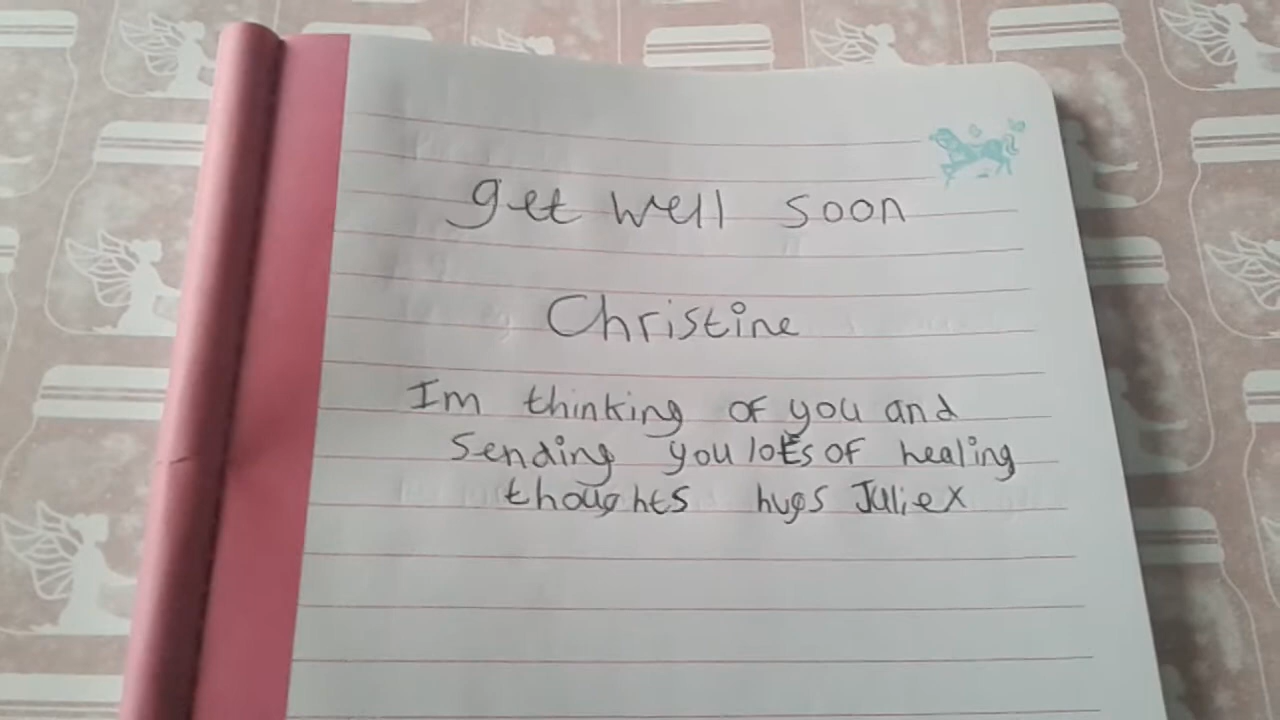 get well soon
Christine
Im thinking of you and
sending you lots of healing
thoughts hugs Julie x